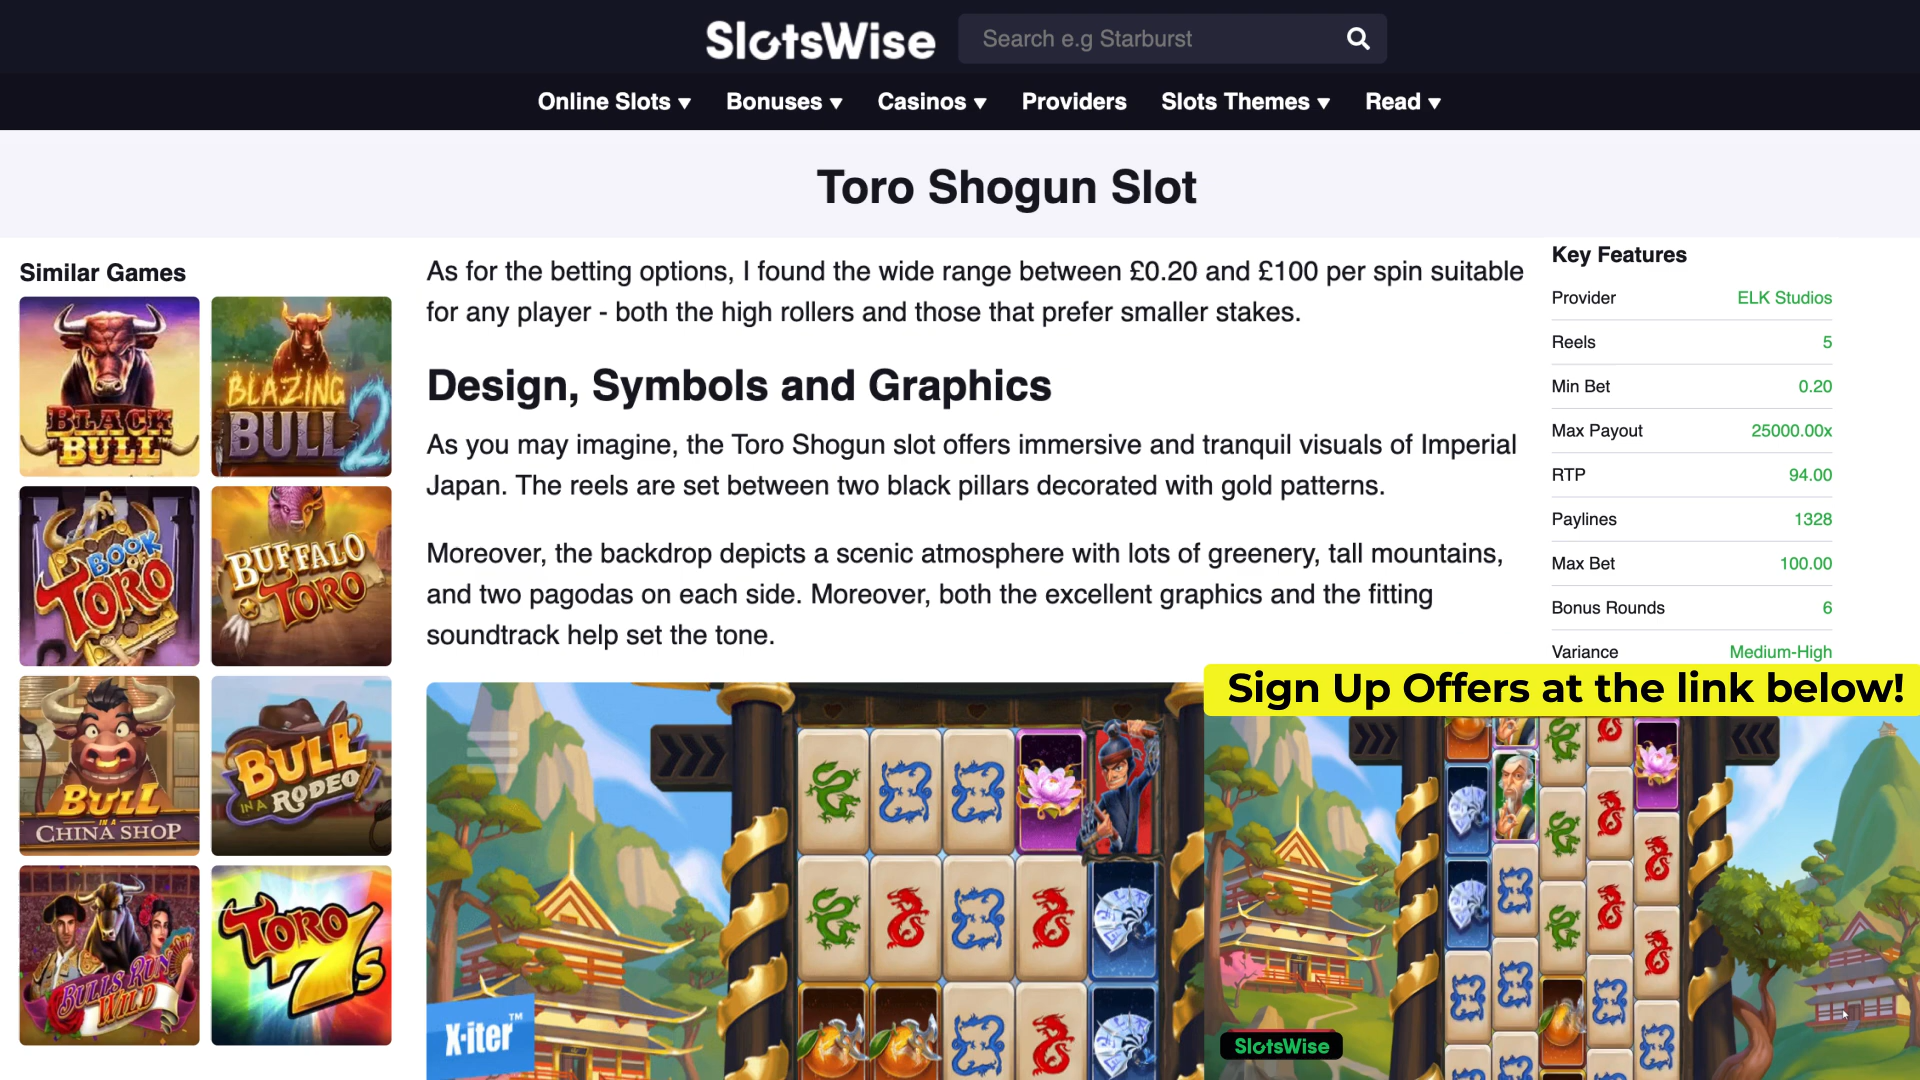 SlotsWise
Search e.g Starburst
Online Slots ▼ Bonuses ▼ Casinos ▼ Providers Slots Themes ▼ Read ▼
Toro Shogun Slot
Similar Games
BLACK
BULL
BLAZING
BULL 2
BOOK
OF
TORO
BUFFALO
TORO
BULL
IN A
CHINA SHOP
BULL
IN A RODEO
BULLS RUN
WILD
TORO
7s
As for the betting options, I found the wide range between £0.20 and £100 per spin suitable
for any player - both the high rollers and those that prefer smaller stakes.
Design, Symbols and Graphics
As you may imagine, the Toro Shogun slot offers immersive and tranquil visuals of Imperial
Japan. The reels are set between two black pillars decorated with gold patterns.
Moreover, the backdrop depicts a scenic atmosphere with lots of greenery, tall mountains,
and two pagodas on each side. Moreover, both the excellent graphics and the fitting
soundtrack help set the tone.
X-iter™
Key Features
Provider ELK Studios
Reels 5
Min Bet 0.20
Max Payout 25000.00x
RTP 94.00
Paylines 1328
Max Bet 100.00
Bonus Rounds 6
Variance Medium-High
Sign Up Offers at the link below!
SlotsWise